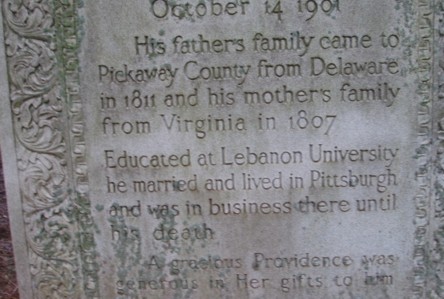 October 14 1901
His fathers family came to
Pickaway County from Delaware
in 1811 and his mother's family
from Virginia in 1807
Educated at Lebanon University
he married and lived in Pittsburgh
and was in business there until
his death
A gracious Providence was
generous in Her gifts to him